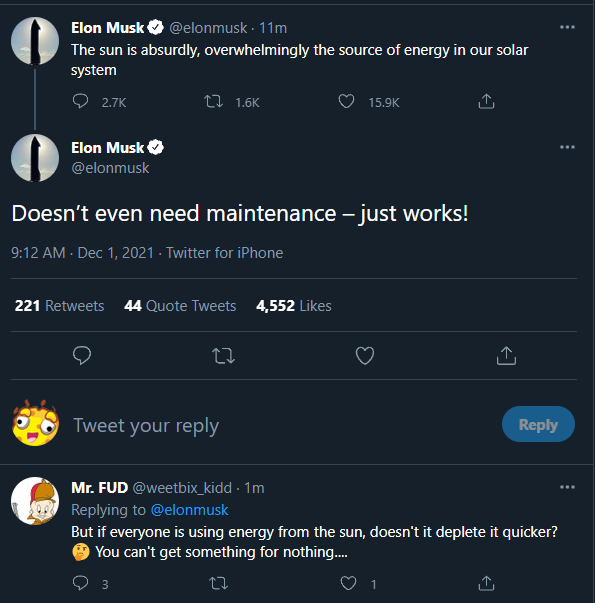 Elon Musk @elonmusk · 11m
The sun is absurdly, overwhelmingly the source of energy in our solar
system
2.7K 1.6K 15.9K
Elon Musk
@elonmusk
Doesn’t even need maintenance – just works!
9:12 AM · Dec 1, 2021 · Twitter for iPhone
221 Retweets 44 Quote Tweets 4,552 Likes
Tweet your reply Reply
Mr. FUD @weetbix_kidd · 1m
Replying to @elonmusk
But if everyone is using energy from the sun, doesn't it deplete it quicker?
🤔 You can't get something for nothing....
3 1